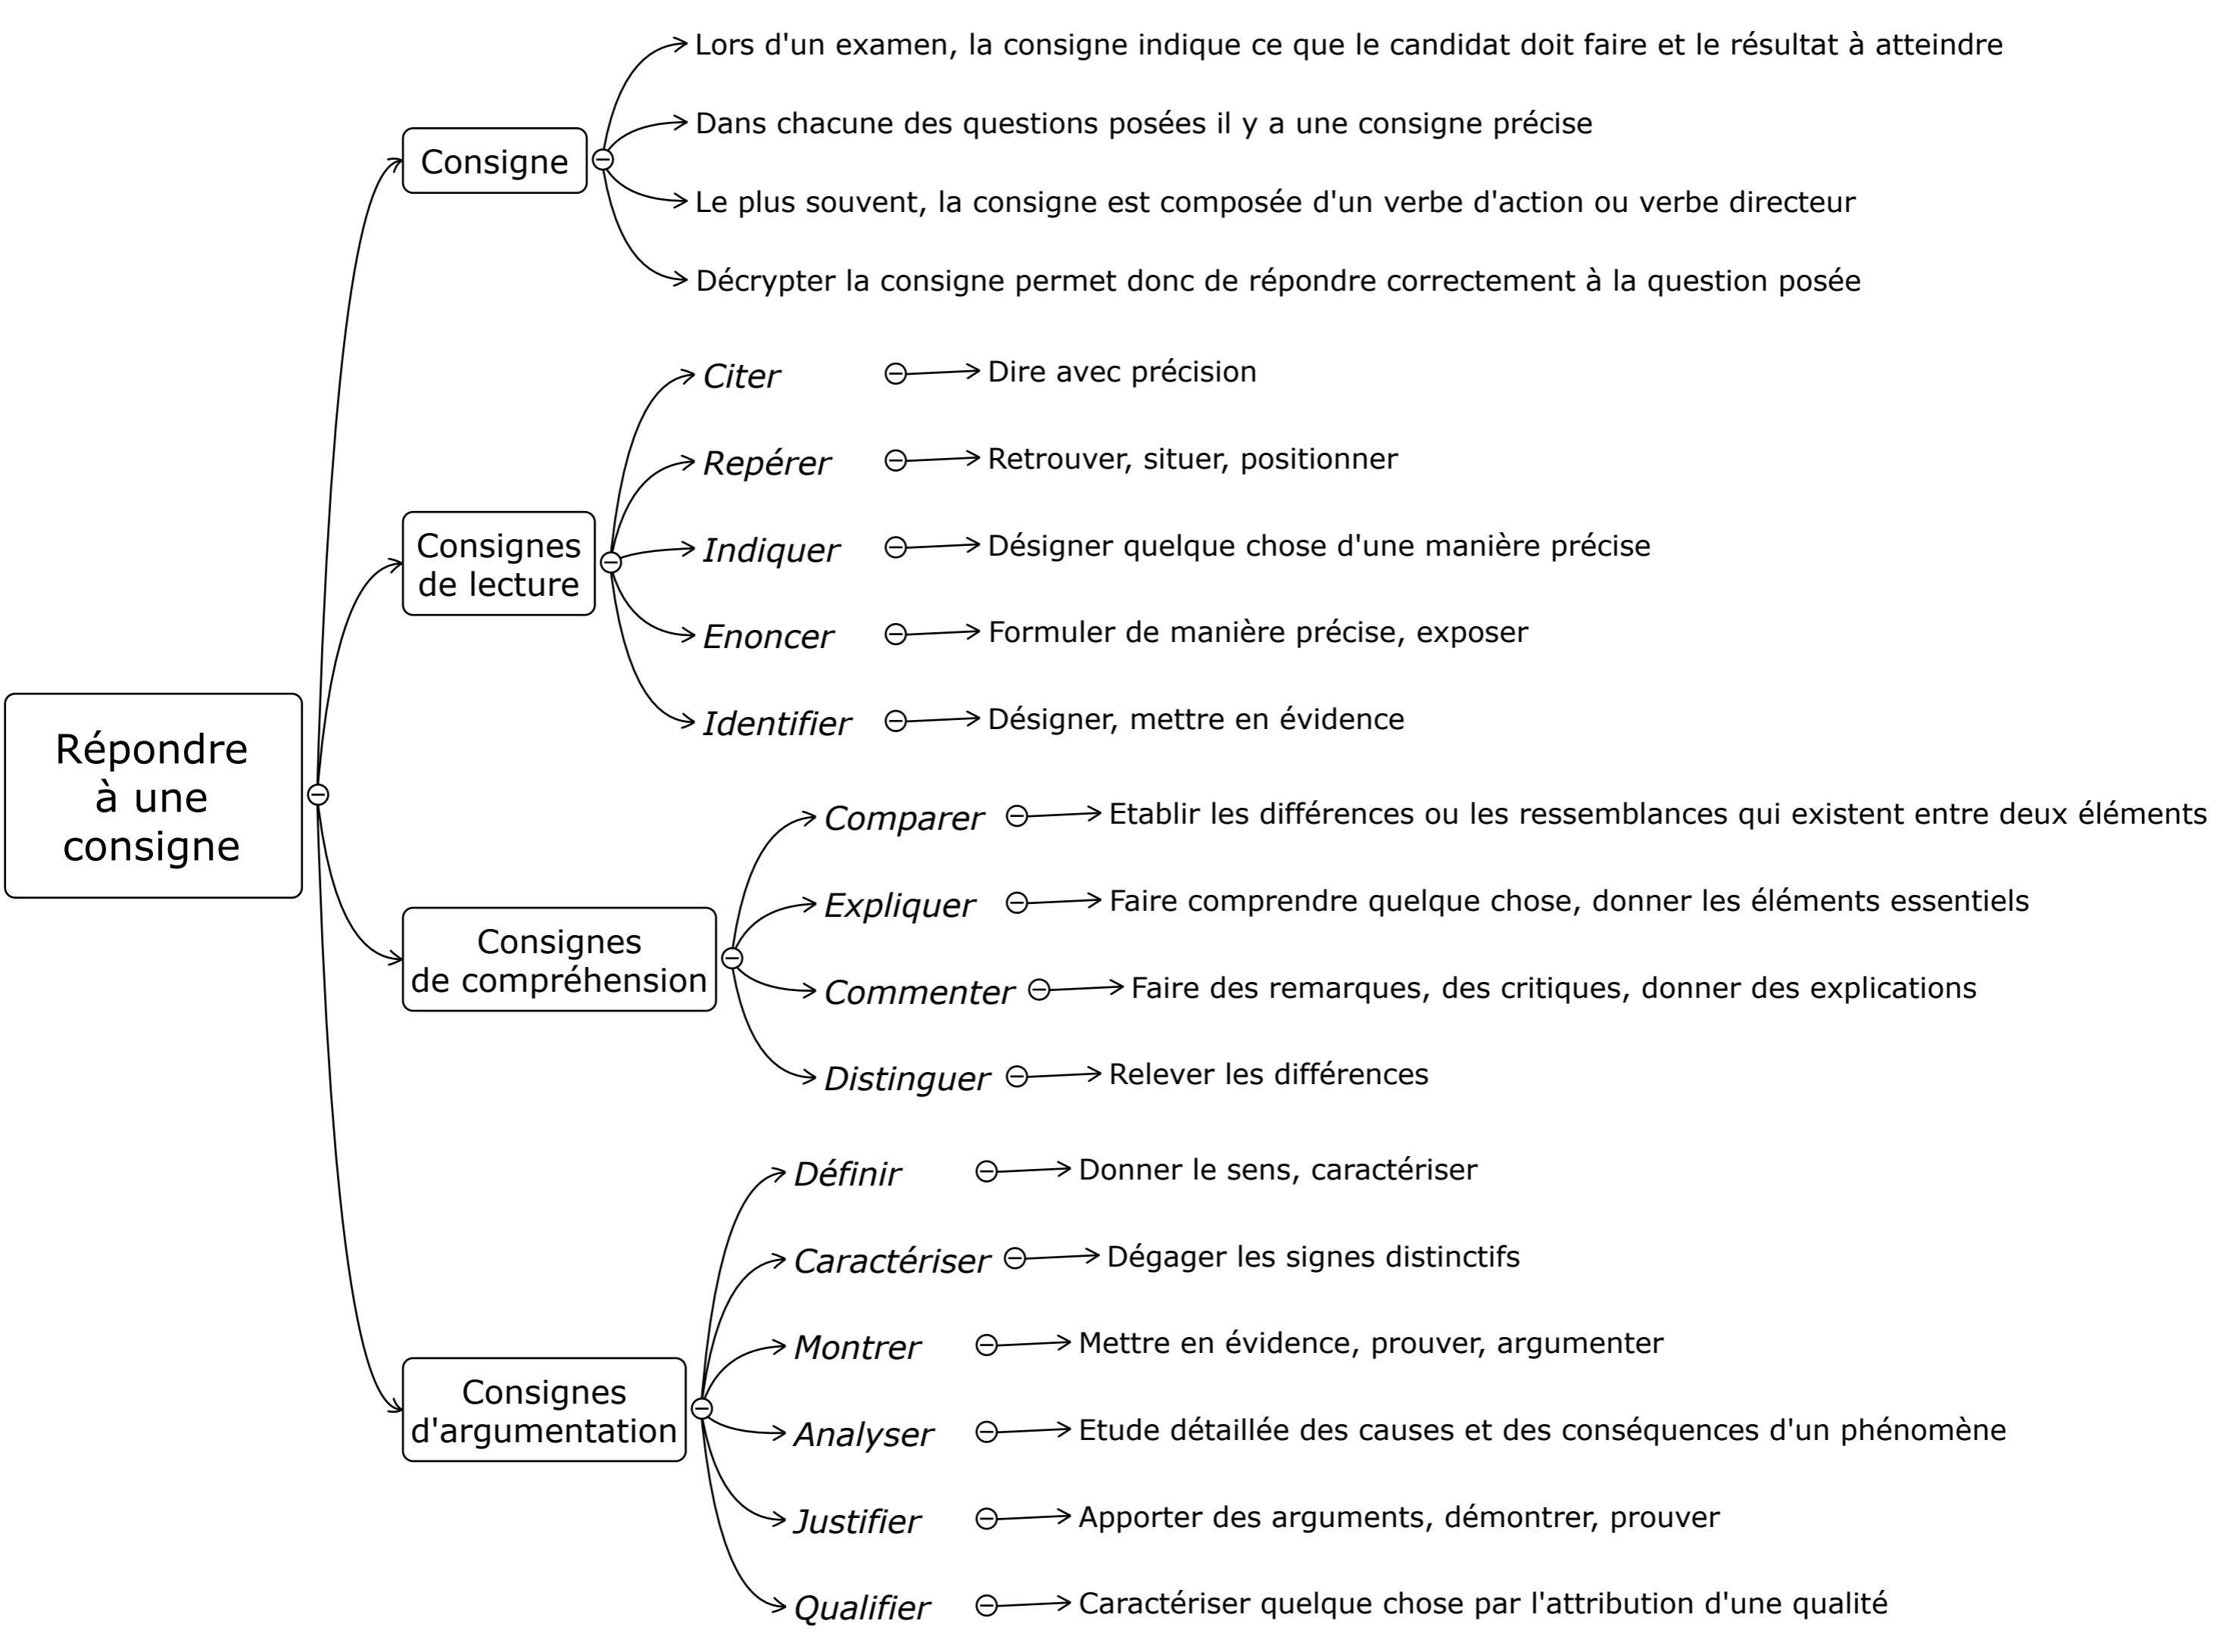 Répondre
à une
consigne
Consigne
Lors d'un examen, la consigne indique ce que le candidat doit faire et le résultat à atteindre
Dans chacune des questions posées il y a une consigne précise
Le plus souvent, la consigne est composée d'un verbe d'action ou verbe directeur
Décrypter la consigne permet donc de répondre correctement à la question posée
Consignes
de lecture
Citer
Dire avec précision
Repérer
Retrouver, situer, positionner
Indiquer
Désigner quelque chose d'une manière précise
Enoncer
Formuler de manière précise, exposer
Identifier
Désigner, mettre en évidence
Consignes
de compréhension
Comparer
Etablir les différences ou les ressemblances qui existent entre deux éléments
Expliquer
Faire comprendre quelque chose, donner les éléments essentiels
Commenter
Faire des remarques, des critiques, donner des explications
Distinguer
Relever les différences
Consignes
d'argumentation
Définir
Donner le sens, caractériser
Caractériser
Dégager les signes distinctifs
Montrer
Mettre en évidence, prouver, argumenter
Analyser
Etude détaillée des causes et des conséquences d'un phénomène
Justifier
Apporter des arguments, démontrer, prouver
Qualifier
Caractériser quelque chose par l'attribution d'une qualité